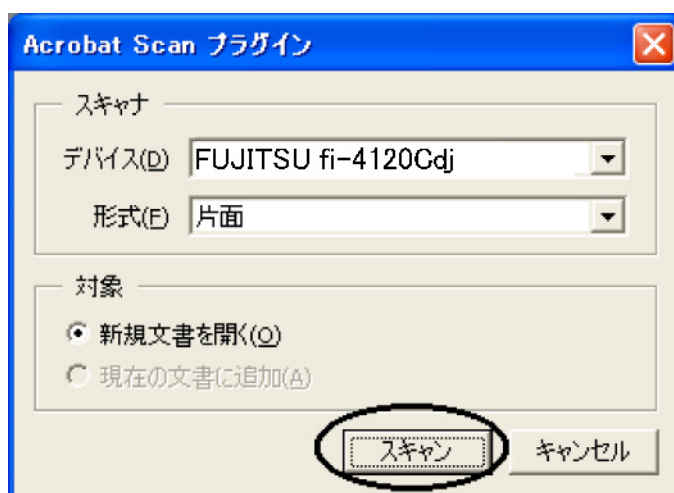 Acrobat Scan プラグイン
スキャナ
デバイス(D) FUJITSU fi-4120Cdj
形式(F) 片面
対象
新規文書を開く(O)
現在の文書に追加(A)
スキャン キャンセル